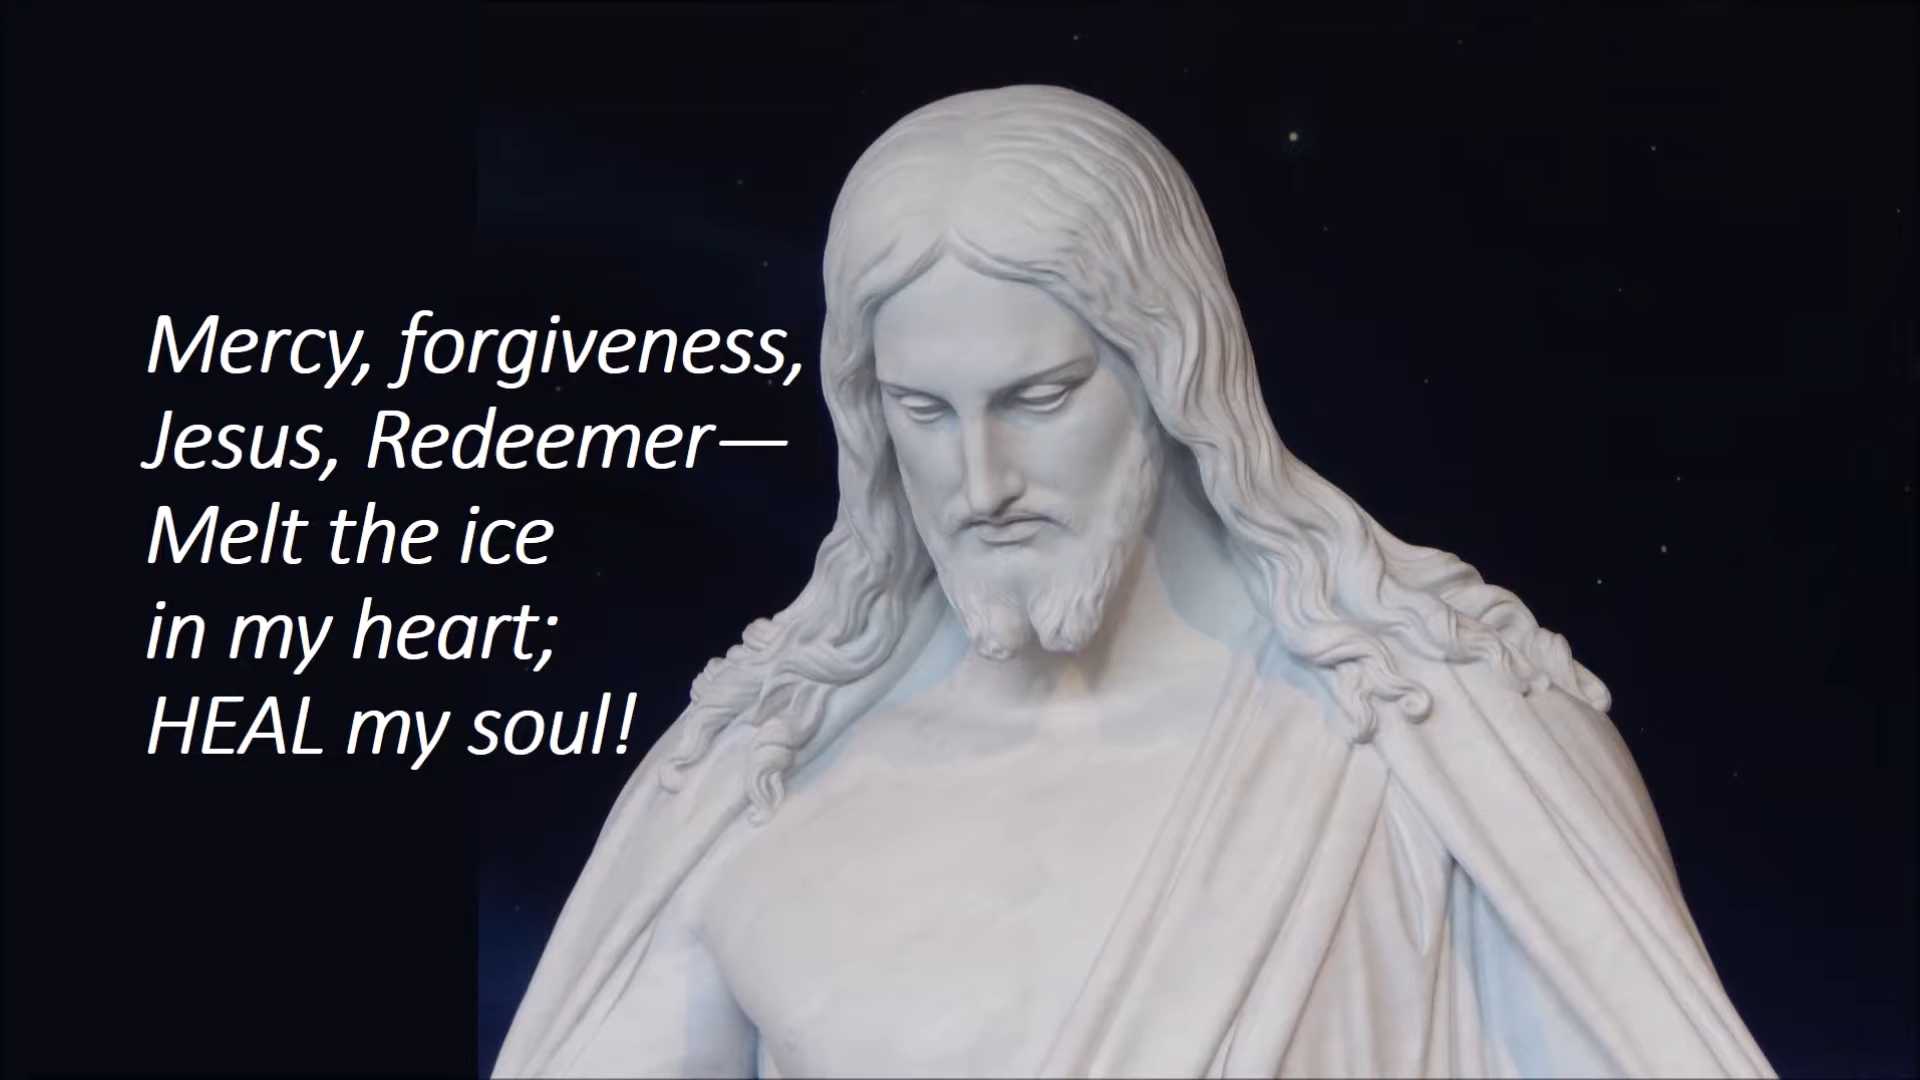 Mercy, forgiveness,
Jesus, Redeemer—
Melt the ice
in my heart;
HEAL my soul!